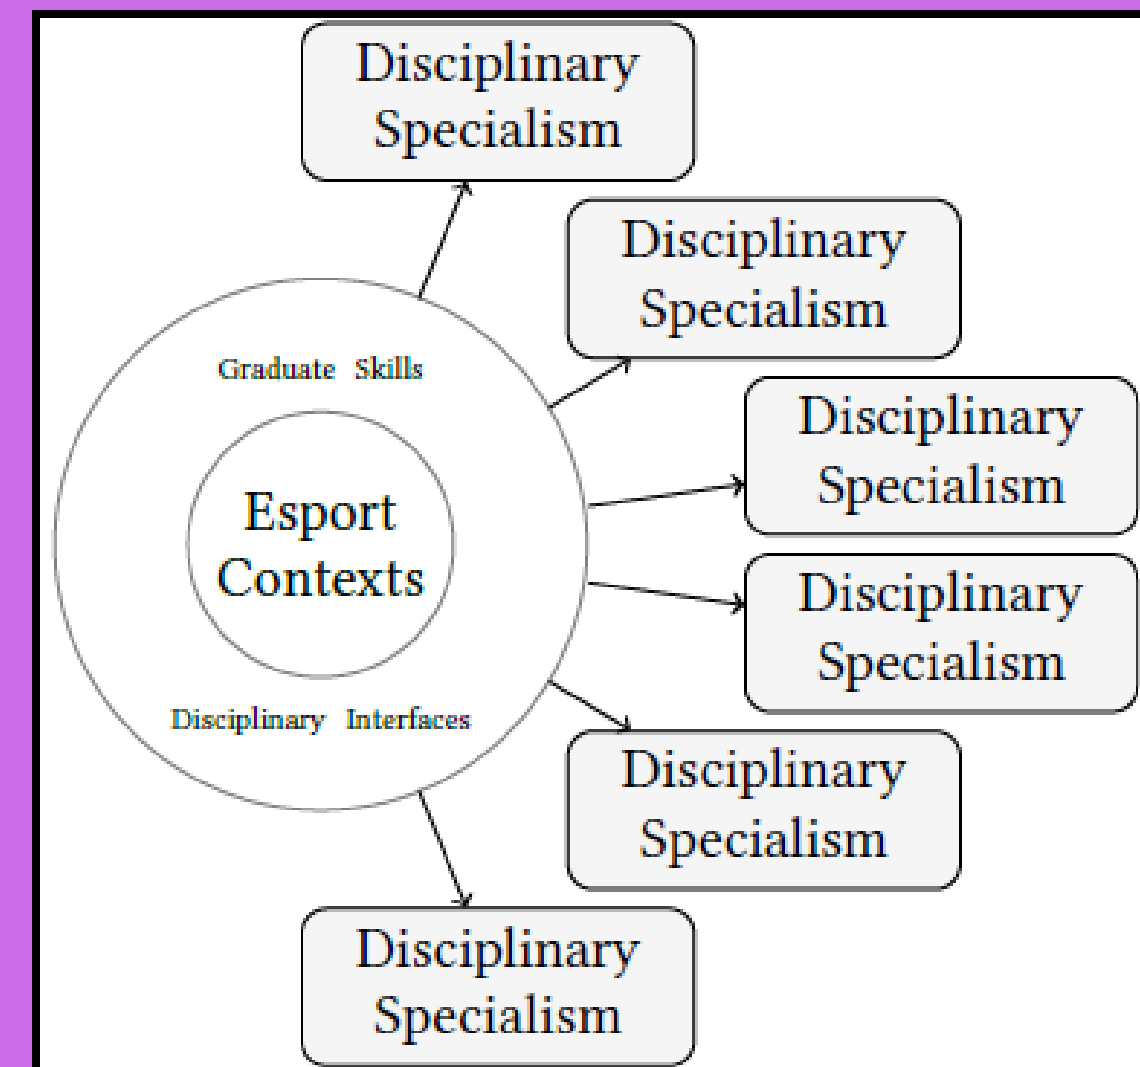 Disciplinary
Specialism
Disciplinary
Specialism
Graduate Skills
Disciplinary
Specialism
Esport
Contexts
Disciplinary
Specialism
Disciplinary Interfaces
Disciplinary
Specialism
Disciplinary
Specialism